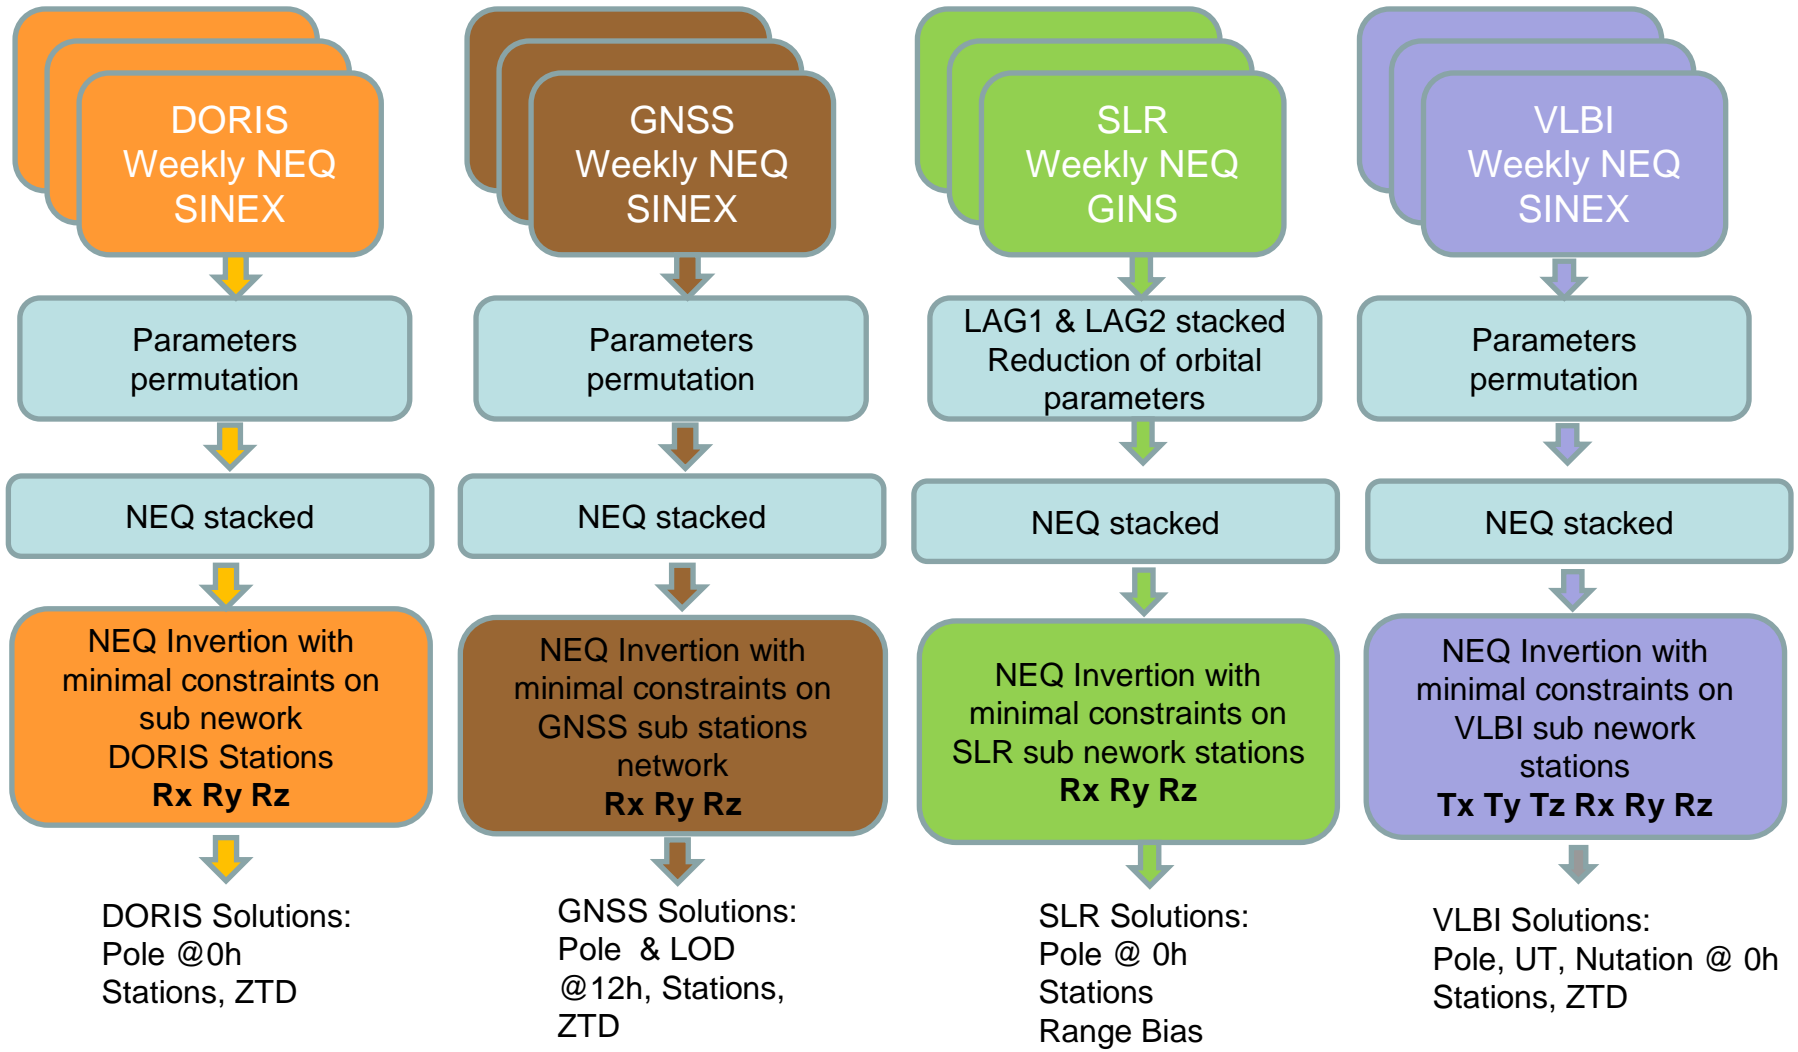 DORIS
Weekly NEQ
SINEX
GNSS
Weekly NEQ
SINEX
SLR
Weekly NEQ
GINS
VLBI
Weekly NEQ
SINEX
Parameters
permutation
Parameters
permutation
LAG1 & LAG2 stacked
Reduction of orbital
parameters
Parameters
permutation
NEQ stacked
NEQ stacked
NEQ stacked
NEQ stacked
NEQ Invertion with
minimal constraints on
sub nework
DORIS Stations
Rx Ry Rz
NEQ Invertion with
minimal constraints on
GNSS sub stations
network
Rx Ry Rz
NEQ Invertion with
minimal constraints on
SLR sub nework stations
Rx Ry Rz
NEQ Invertion with
minimal constraints on
VLBI sub nework
stations
Tx Ty Tz Rx Ry Rz
DORIS Solutions:
Pole @0h
Stations, ZTD
GNSS Solutions:
Pole & LOD
@12h, Stations,
ZTD
SLR Solutions:
Pole @ 0h
Stations
Range Bias
VLBI Solutions:
Pole, UT, Nutation @ 0h
Stations, ZTD